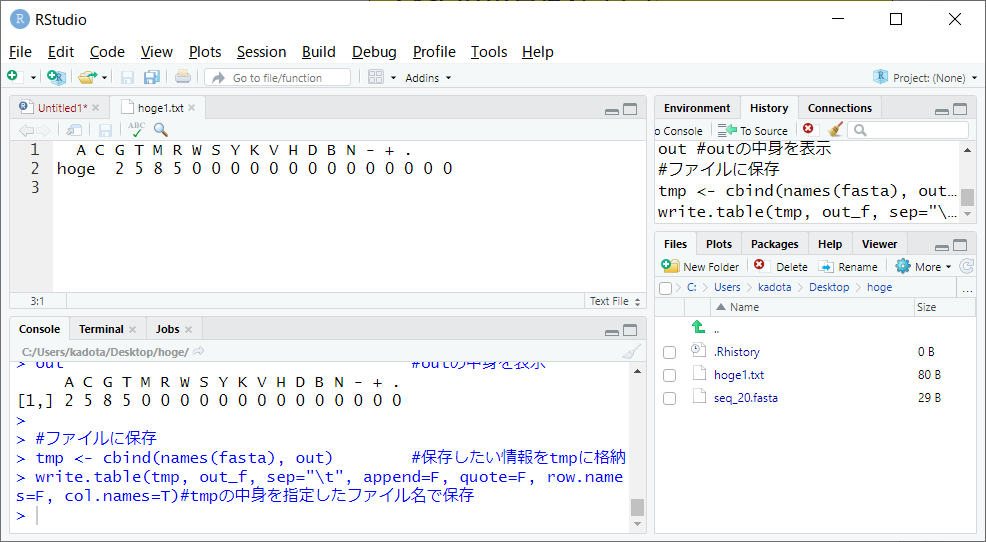 RStudio
File Edit Code View Plots Session Build Debug Profile Tools Help
Go to file/function Addins Project: (None)
Untitled1* hoge1.txt
ABC
1 A C G T M R W S Y K V H D B N - + .
2 hoge 2 5 8 5 0 0 0 0 0 0 0 0 0 0 0 0 0 0
3
3:1 Text File
Console Terminal Jobs
C:/Users/kadota/Desktop/hoge/
> out #outの中身を表示
A C G T M R W S Y K V H D B N - + .
[1,] 2 5 8 5 0 0 0 0 0 0 0 0 0 0 0 0 0 0
>
> #ファイルに保存
> tmp <- cbind(names(fasta), out) #保存したい情報をtmpに格納
> write.table(tmp, out_f, sep="\t", append=F, quote=F, row.name
s=F, col.names=T)#tmpの中身を指定したファイル名で保存
>
Environment History Connections
o Console To Source
out #outの中身を表示
#ファイルに保存
tmp <- cbind(names(fasta), out…
write.table(tmp, out_f, sep="\…
Files Plots Packages Help Viewer
New Folder Delete Rename More
C: Users kadota Desktop hoge ...
Name Size
..
.Rhistory 0 B
hoge1.txt 80 B
seq_20.fasta 29 B